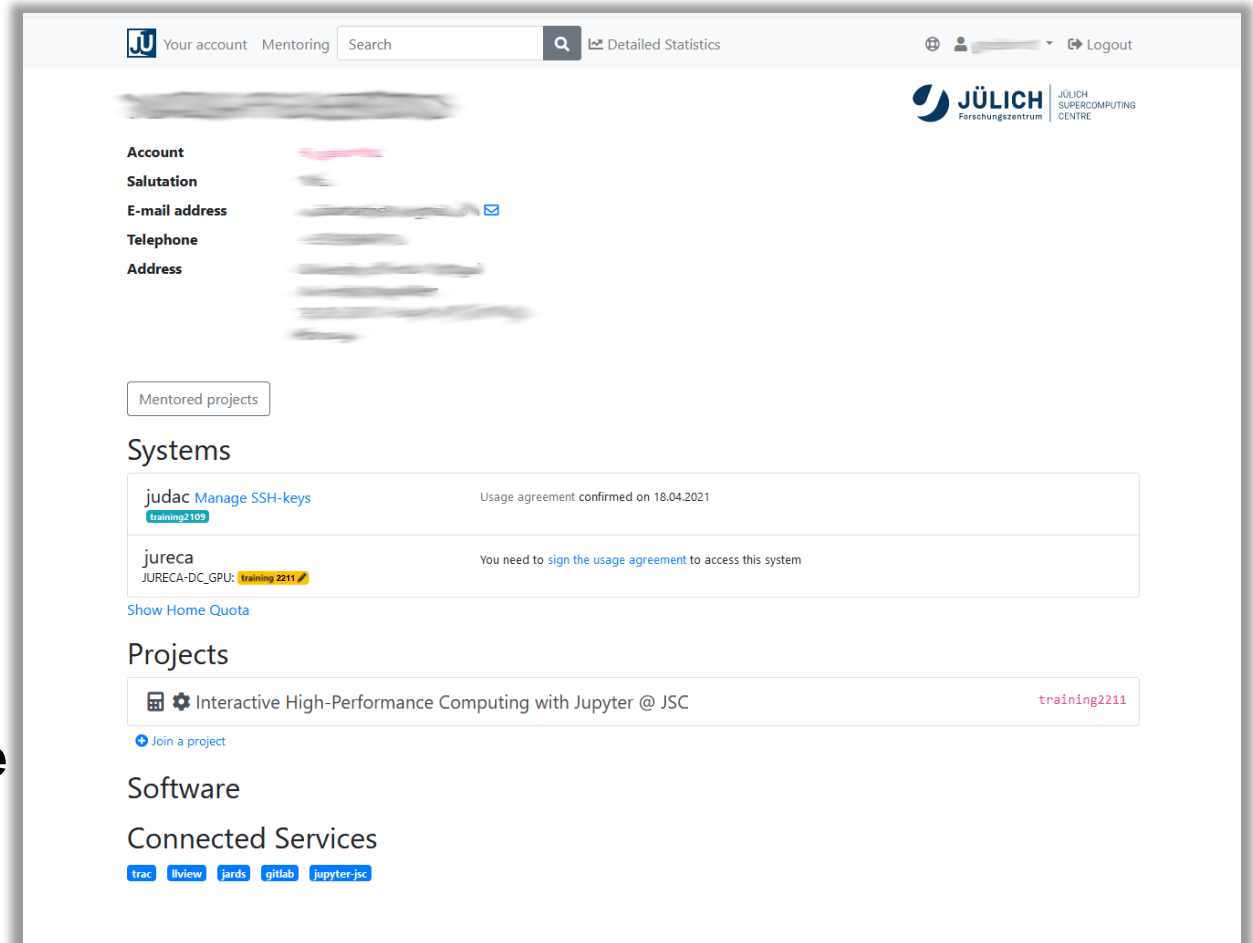 JU Your account Mentoring Search Detailed Statistics Logout
JÜLICH
Forschungszentrum
JÜLICH
SUPERCOMPUTING
CENTRE
Account
Salutation
E-mail address
Telephone
Address
Mentored projects
Systems
judac Manage SSH-keys Usage agreement confirmed on 18.04.2021
training2109
jureca You need to sign the usage agreement to access this system
JURECA-DC_GPU: training 2211
Show Home Quota
Projects
Interactive High-Performance Computing with Jupyter @ JSC training2211
Join a project
e
Software
Connected Services
trac llview jards gitlab jupyter-jsc